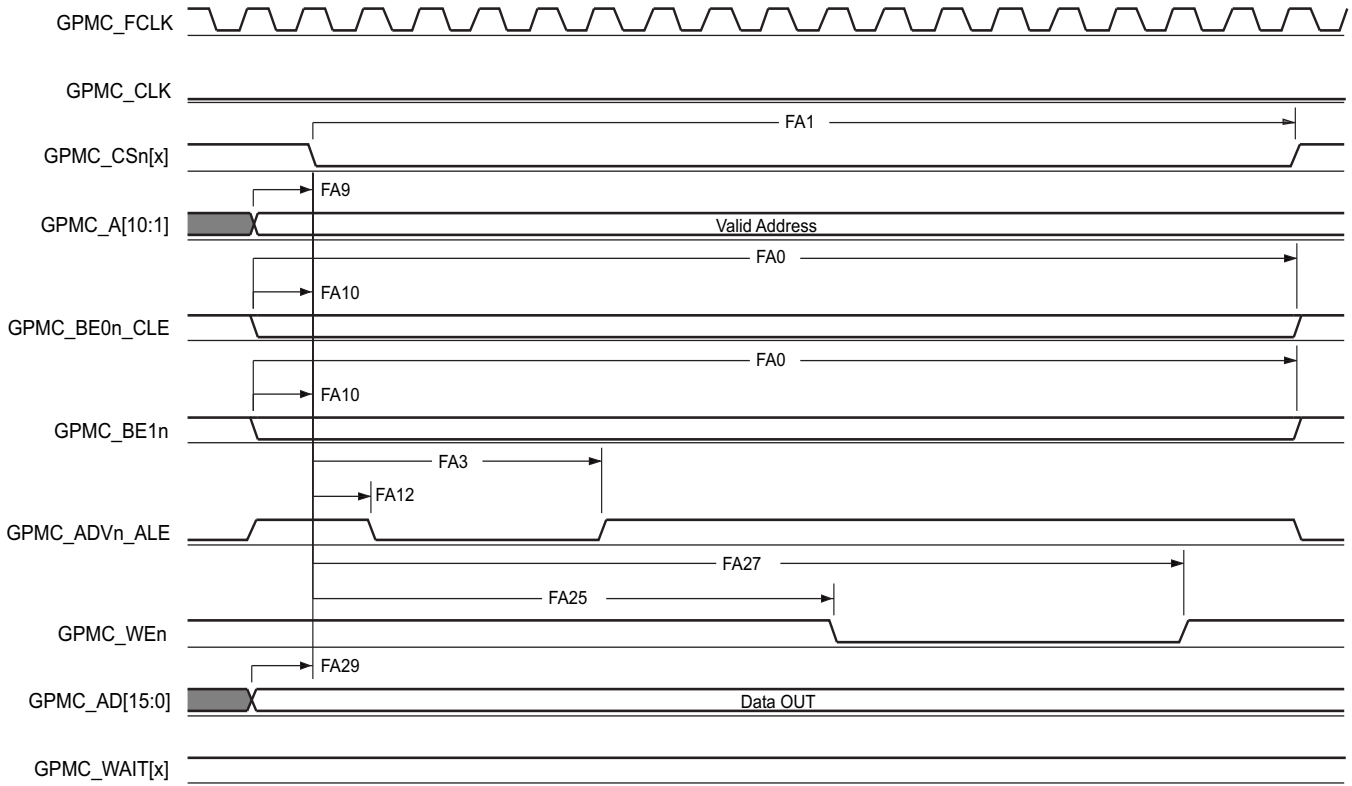 GPMC_FCLK
GPMC_CLK
FA1
GPMC_CSn[x]
FA9
GPMC_A[10:1]
Valid Address
FA0
FA10
GPMC_BE0n_CLE
FA0
FA10
GPMC_BE1n
FA3
FA12
GPMC_ADVn_ALE
FA27
FA25
GPMC_WEn
FA29
GPMC_AD[15:0]
Data OUT
GPMC_WAIT[x]